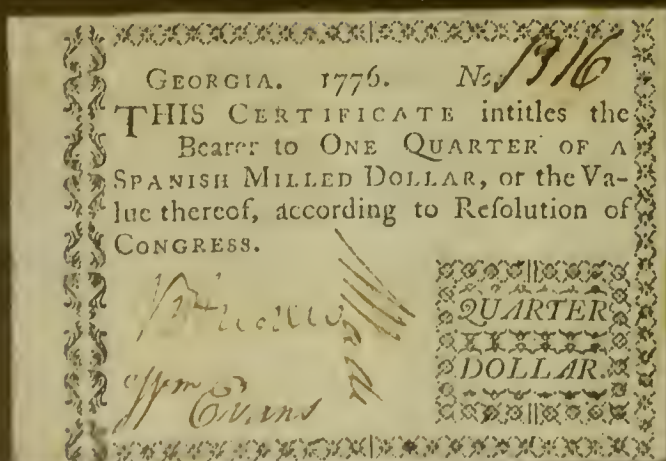 GEORGIA. 1776. No. 1316
THIS CERTIFICATE intitles the
Bearer to ONE QUARTER OF A
SPANISH MILLED DOLLAR, or the Va-
lue thereof, according to Reſolution of
CONGRESS.
QUARTER
DOLLAR.
Evans